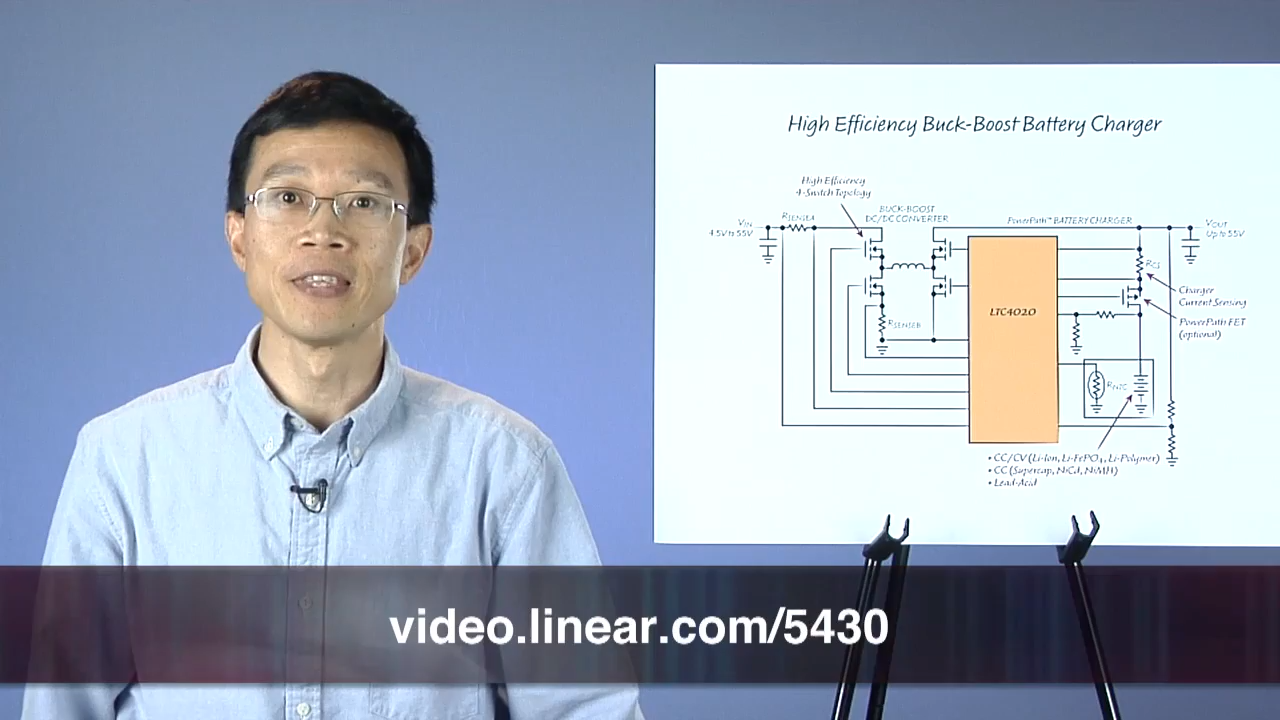 High Efficiency Buck-Boost Battery Charger
High Efficiency
4-Switch Topology
BUCK-BOOST
DC/DC CONVERTER
PowerPath™ BATTERY CHARGER
VIN
4.5V to 55V
RSENSEA
VOUT
Up to 55V
RCS
Charger
Current Sensing
LTC4020
RSENSEB
PowerPath FET
(optional)
RNTC
• CC/CV (Li-Ion, Li-FePO4, Li-Polymer)
• CC (Supercap, NiCd, NiMH)
• Lead-Acid
video.linear.com/5430